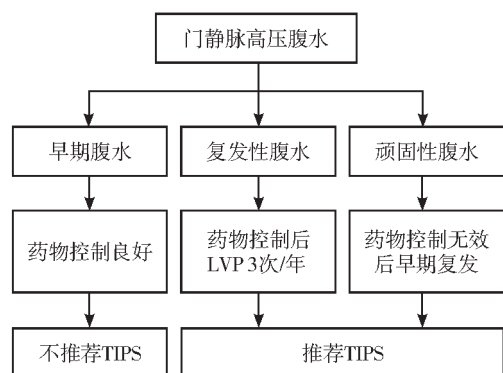 门静脉高压腹水
早期腹水
复发性腹水
顽固性腹水
药物控制良好
药物控制后
LVP 3次/年
药物控制无效
后早期复发
不推荐TIPS
推荐TIPS